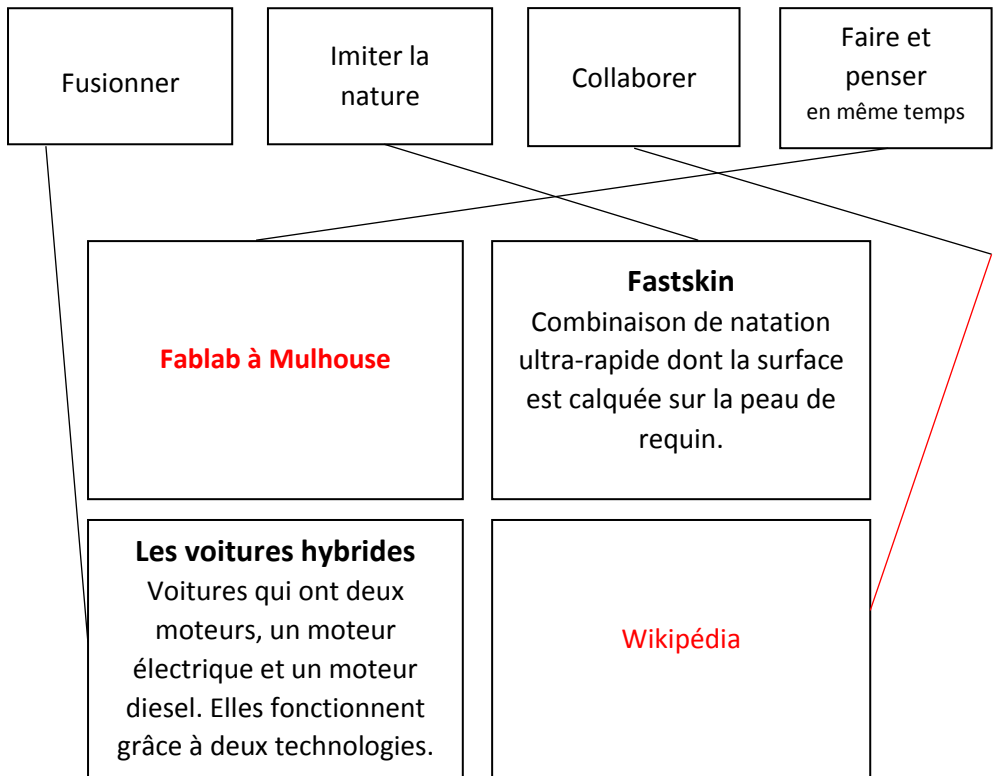 Fusionner
Imiter la
nature
Collaborer
Faire et
penser
en même temps
Fablab à Mulhouse
Fastskin
Combinaison de natation
ultra-rapide dont la surface
est calquée sur la peau de
requin.
Les voitures hybrides
Voitures qui ont deux
moteurs, un moteur
électrique et un moteur
diesel. Elles fonctionnent
grâce à deux technologies.
Wikipédia